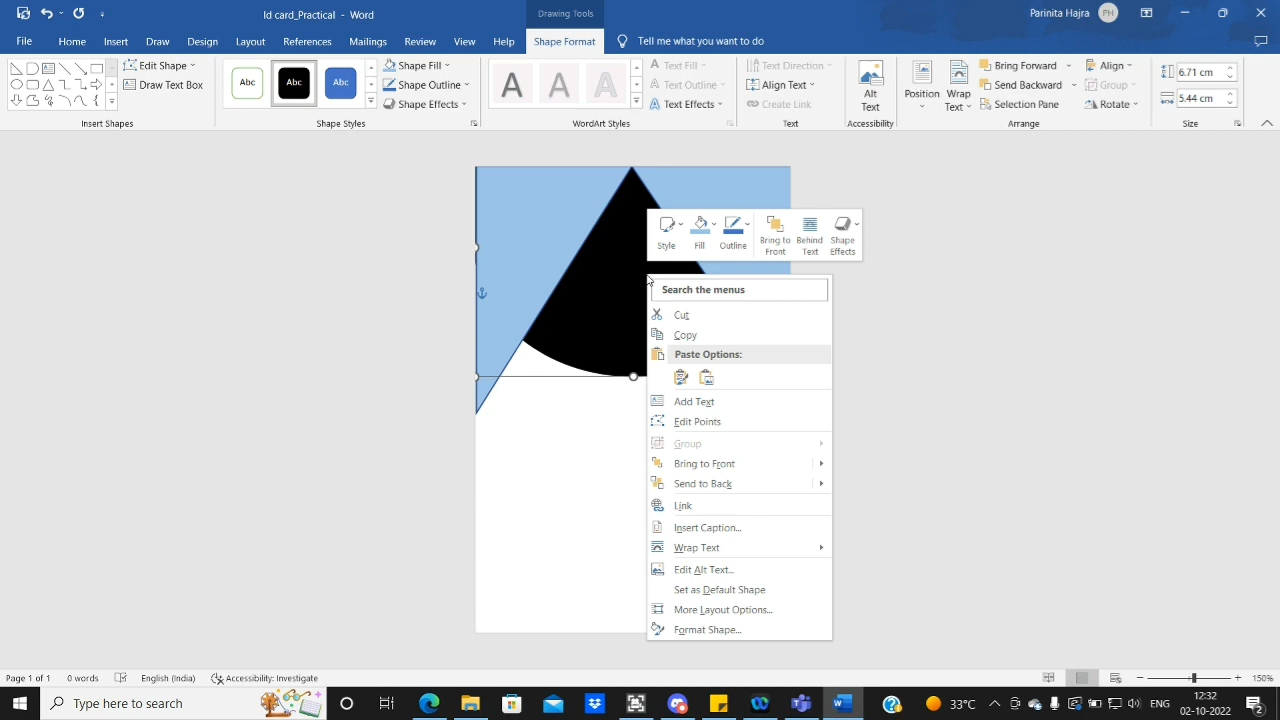 Id card_Practical - Word
Drawing Tools
Parinita Hajra PH
File Home Insert Draw Design Layout References Mailings Review View Help Shape Format Tell me what you want to do
Edit Shape
Draw Text Box
Insert Shapes
Abc Abc Abc
Shape Fill
Shape Outline
Shape Effects
Shape Styles
A A A
WordArt Styles
Text Fill
Text Outline
Text Effects
Text Direction
Align Text
Create Link
Text
Alt
Text
Accessibility
Position
Wrap
Text
Bring Forward
Send Backward
Selection Pane
Align
Group
Rotate
Arrange
6.71 cm
5.44 cm
Size
Style Fill Outline
Bring to
Front
Behind
Text
Shape
Effects
Search the menus
Cut
Copy
Paste Options:
Add Text
Edit Points
Group
Bring to Front
Send to Back
Link
Insert Caption...
Wrap Text
Edit Alt Text...
Set as Default Shape
More Layout Options...
Format Shape...
Page 1 of 1 0 words English (India) Accessibility: Investigate 150%
Type here to search
33°C ENG
12:32
02-10-2022
2